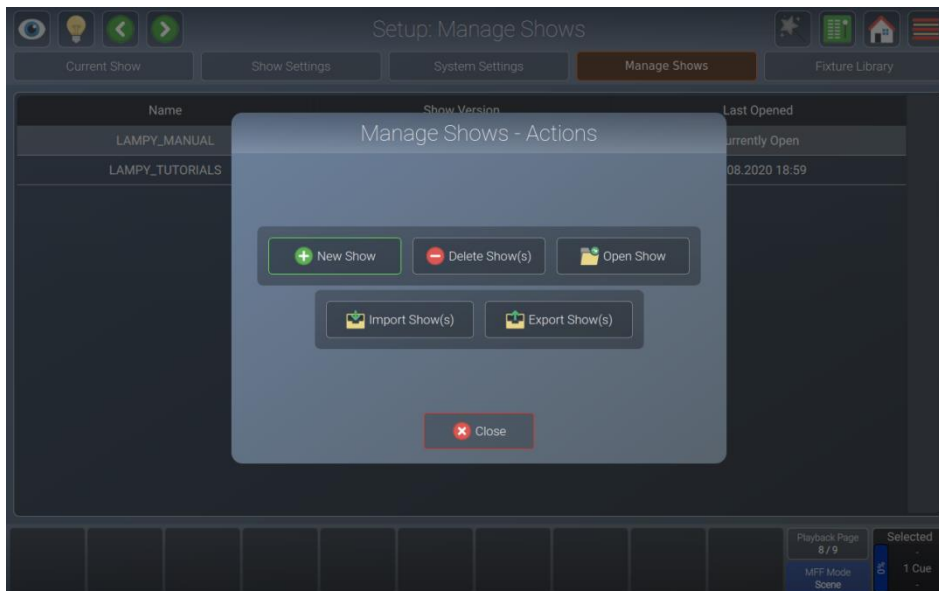 Setup: Manage Shows
Current Show
Show Settings
System Settings
Manage Shows
Fixture Library
Name
Show Version
Last Opened
LAMPY_MANUAL
urrently Open
LAMPY_TUTORIALS
08.2020 18:59
Manage Shows - Actions
New Show
Delete Show(s)
Open Show
Import Show(s)
Export Show(s)
Close
Playback Page
8/9
MFF Mode
Scene
0%
Selected
-
1 Cue
-